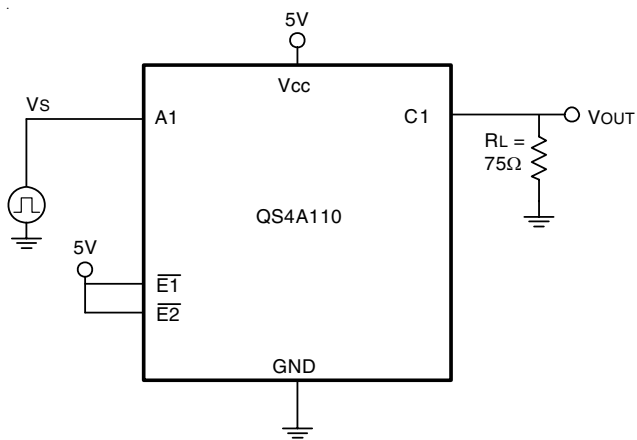 5V
Vcc
Vs
A1
C1
VOUT
RL =
75Ω
QS4A110
5V
E1
E2
GND